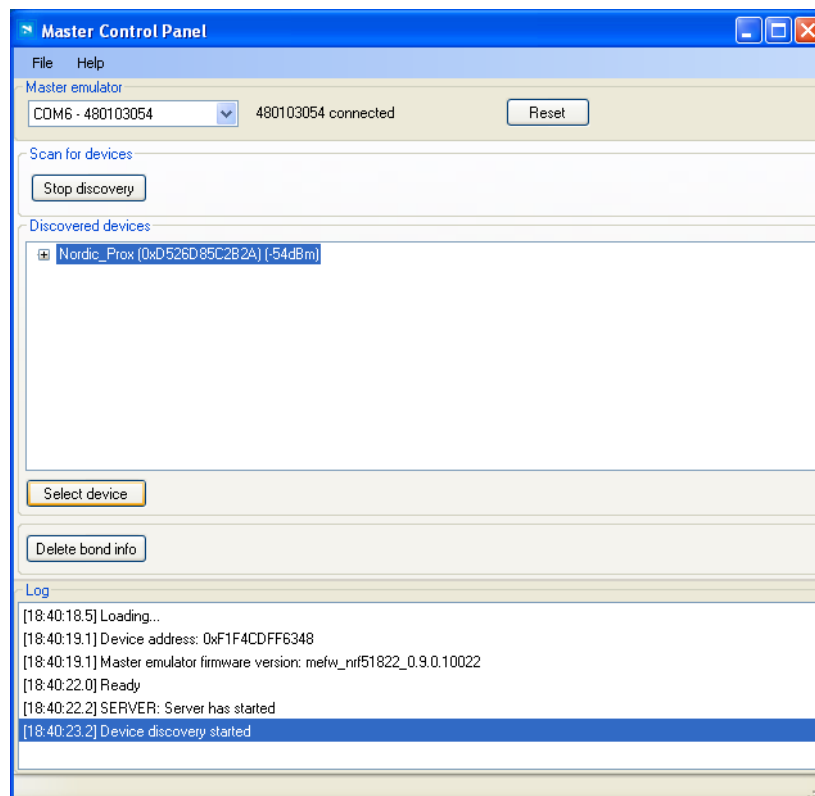 Master Control Panel
File Help
Master emulator
COM6 - 480103054 480103054 connected Reset
Scan for devices
Stop discovery
Discovered devices
Nordic_Prox (0xD526D85C2B2A) (-54dBm)
Select device
Delete bond info
Log
[18:40:18.5] Loading...
[18:40:19.1] Device address: 0xF1F4CDFF6348
[18:40:19.1] Master emulator firmware version: mefw_nrf51822_0.9.0.10022
[18:40:22.0] Ready
[18:40:22.2] SERVER: Server has started
[18:40:23.2] Device discovery started